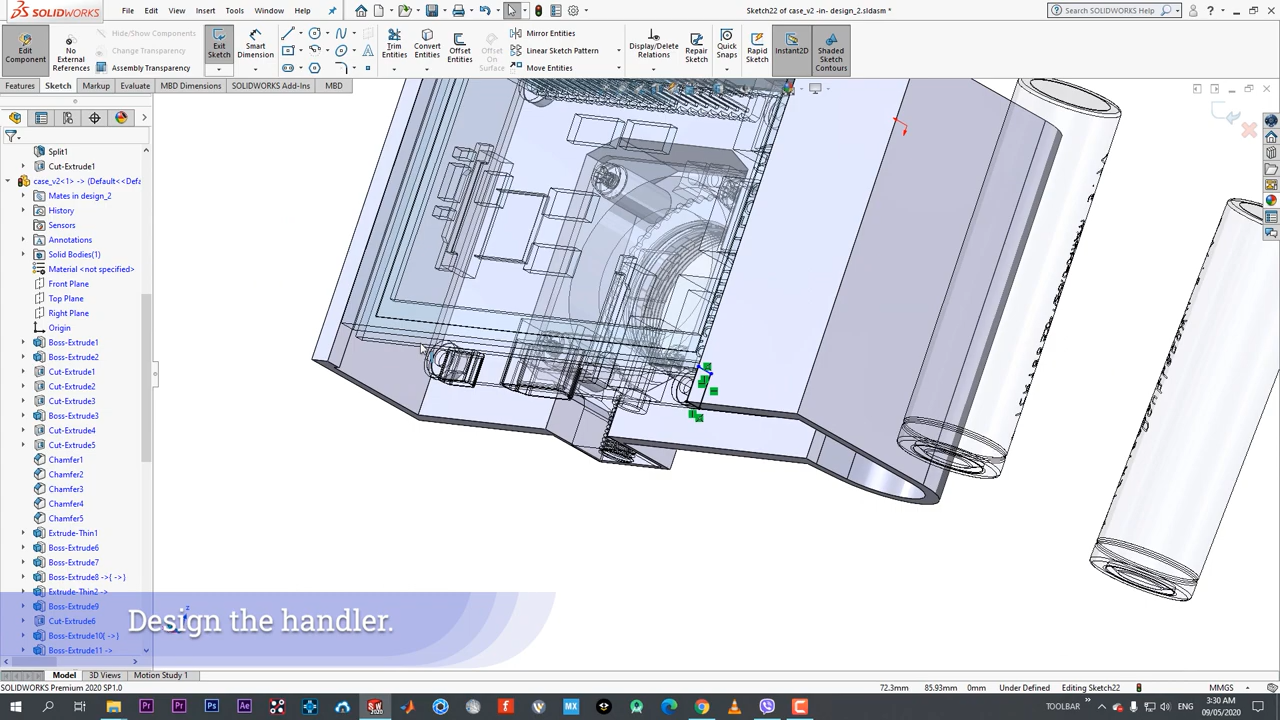 SOLIDWORKS
File
Edit
View
Insert
Tools
Window
Help
Sketch22 of case_v2 -in- design_2.sldasm *
Search SOLIDWORKS Help
Edit Component
No External References
Hide/Show Components
Change Transparency
Assembly Transparency
Exit Sketch
Smart Dimension
Trim Entities
Convert Entities
Offset Entities
Offset On Surface
Mirror Entities
Linear Sketch Pattern
Move Entities
Display/Delete Relations
Repair Sketch
Quick Snaps
Rapid Sketch
Instant2D
Shaded Sketch Contours
Features
Sketch
Markup
Evaluate
MBD Dimensions
SOLIDWORKS Add-Ins
MBD
Split1
Cut-Extrude1
case_v2<1> -> (Default<<Defa
Mates in design_2
History
Sensors
Annotations
Solid Bodies(1)
Material <not specified>
Front Plane
Top Plane
Right Plane
Origin
Boss-Extrude1
Boss-Extrude2
Cut-Extrude1
Cut-Extrude2
Cut-Extrude3
Boss-Extrude3
Cut-Extrude4
Cut-Extrude5
Chamfer1
Chamfer2
Chamfer3
Chamfer4
Chamfer5
Extrude-Thin1
Boss-Extrude6
Boss-Extrude7
Boss-Extrude8 ->{ ->}
Extrude-Thin2 ->
Boss-Extrude9
Cut-Extrude6
Boss-Extrude10{ ->}
Boss-Extrude11 ->
Design the handler.
Model
3D Views
Motion Study 1
SOLIDWORKS Premium 2020 SP1.0
72.3mm
85.93mm
0mm
Under Defined
Editing Sketch22
MMGS
TOOLBAR
ENG
3:30 AM
09/05/2020